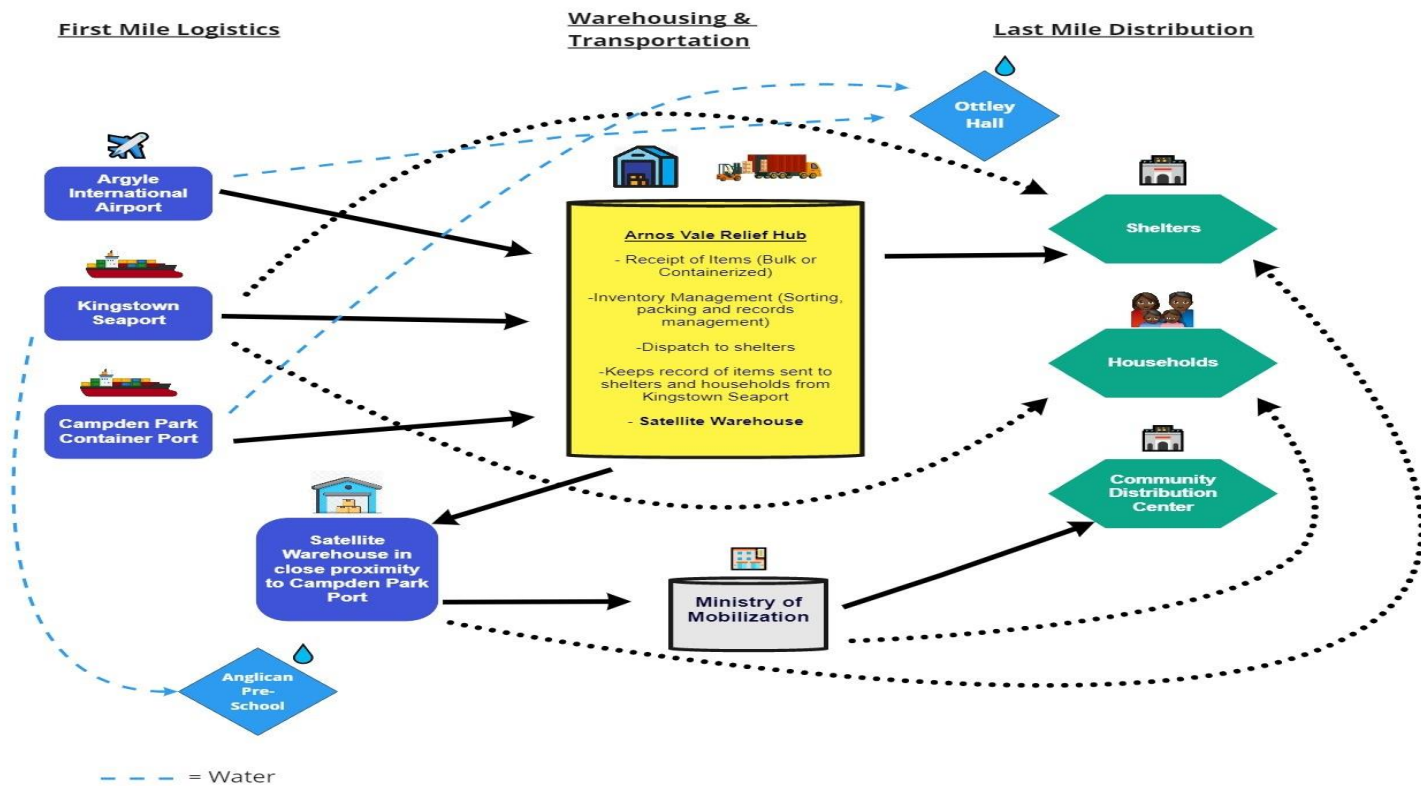 First Mile Logistics
Warehousing &
Transportation
Last Mile Distribution
Ottley
Hall
Argyle
International
Airport
Kingstown
Seaport
Campden Park
Container Port
Arnos Vale Relief Hub
- Receipt of Items (Bulk or
Containerized)
-Inventory Management (Sorting,
packing and records
management)
-Dispatch to shelters
-Keeps record of items sent to
shelters and households from
Kingstown Seaport
- Satellite Warehouse
Shelters
Households
Community
Distribution
Center
Satellite
Warehouse in
close proximity
to Campden Park
Port
Ministry of
Mobilization
Anglican
Pre-
School
= Water